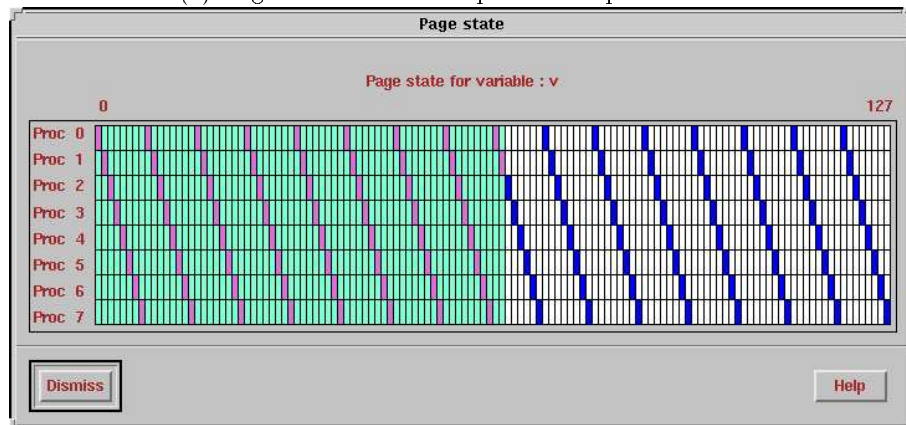 Page state
Page state for variable : v
0 127
Proc 0
Proc 1
Proc 2
Proc 3
Proc 4
Proc 5
Proc 6
Proc 7
Dismiss Help